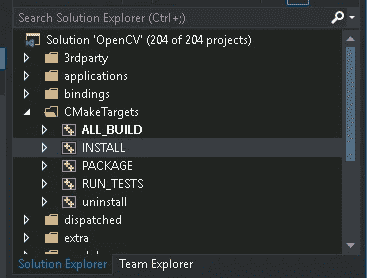 Search Solution Explorer (Ctrl+;)
Solution 'OpenCV' (204 of 204 projects)
3rdparty
applications
bindings
CMakeTargets
ALL_BUILD
INSTALL
PACKAGE
RUN_TESTS
uninstall
dispatched
extra
Solution Explorer Team Explorer